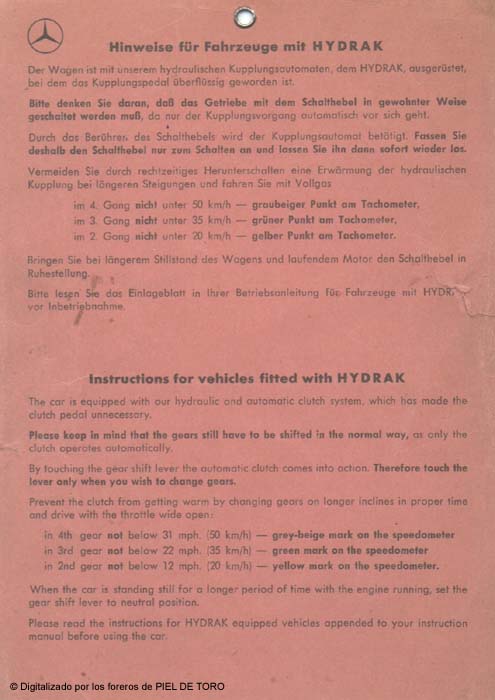 Hinweise für Fahrzeuge mit HYDRAK
Der Wagen ist mit unserem hydraulischen Kupplungsautomaten, dem HYDRAK, ausgerüstet,
bei dem das Kupplungspedal überflüssig geworden ist.
Bitte denken Sie daran, daß das Getriebe mit dem Schalthebel in gewohnter Weise
geschaltet werden muß, da nur der Kupplungsvorgang automatisch vor sich geht.
Durch das Berühren des Schalthebels wird der Kupplungsautomat betätigt. Fassen Sie
deshalb den Schalthebel nur zum Schalten an und lassen Sie ihn dann sofort wieder los.
Vermeiden Sie durch rechtzeitiges Herunterschalten eine Erwärmung der hydraulischen
Kupplung bei längeren Steigungen und fahren Sie mit Vollgas
im 4. Gang nicht unter 50 km/h — graubeiger Punkt am Tachometer,
im 3. Gang nicht unter 35 km/h — grüner Punkt am Tachometer,
im 2. Gang nicht unter 20 km/h — gelber Punkt am Tachometer.
Bringen Sie bei längerem Stillstand des Wagens und laufendem Motor den Schalthebel in
Ruhestellung.
Bitte lesen Sie das Einlageblatt in Ihrer Betriebsanleitung für Fahrzeuge mit HYDR
vor Inbetriebnahme.
Instructions for vehicles fitted with HYDRAK
The car is equipped with our hydraulic and automatic clutch system, which has made the
clutch pedal unnecessary.
Please keep in mind that the gears still have to be shifted in the normal way, as only the
clutch operates automatically.
By touching the gear shift lever the automatic clutch comes into action. Therefore touch the
lever only when you wish to change gears.
Prevent the clutch from getting warm by changing gears on longer inclines in proper time
and drive with the throttle wide open:
in 4th gear not below 31 mph. (50 km/h) — grey-beige mark on the speedometer
in 3rd gear not below 22 mph. (35 km/h) — green mark on the speedometer
in 2nd gear not below 12 mph. (20 km/h) — yellow mark on the speedometer.
When the car is standing still for a longer period of time with the engine running, set the
gear shift lever to neutral position.
Please read the instructions for HYDRAK equipped vehicles appended to your instruction
manual before using the car.
© Digitalizado por los foreros de PIEL DE TORO